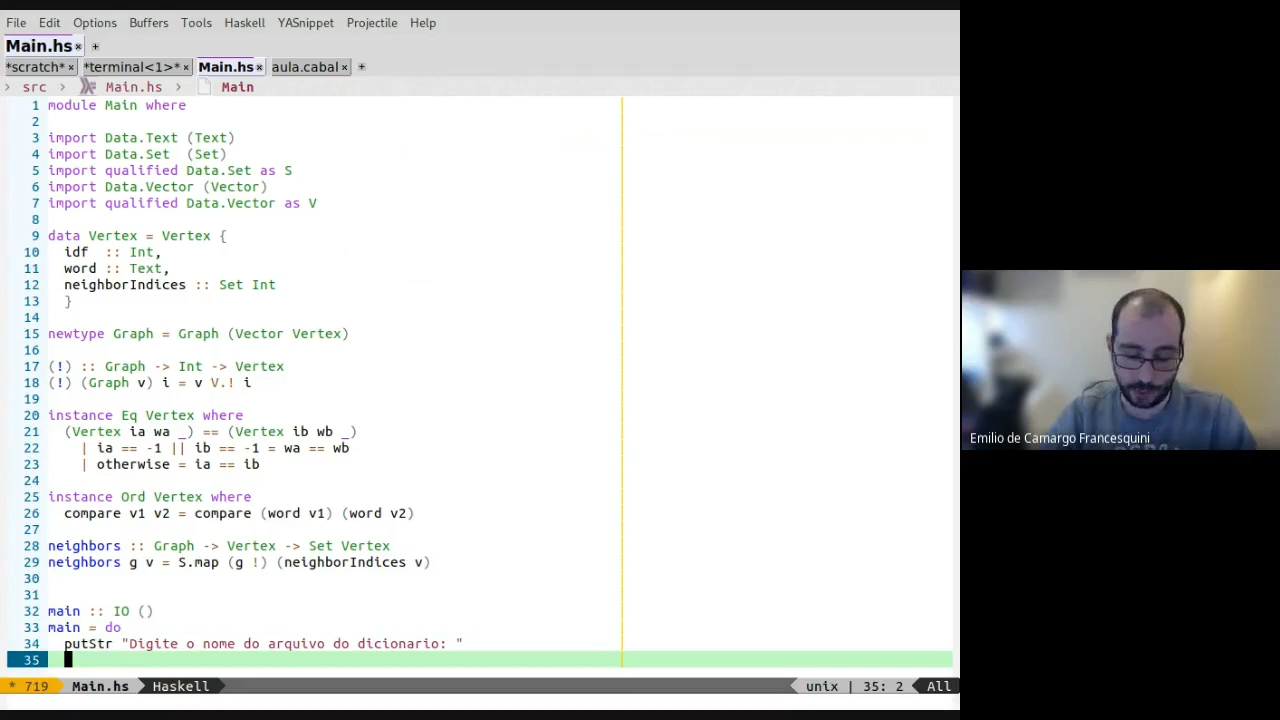 File Edit Options Buffers Tools Haskell YASnippet Projectile Help
Main.hs × +
*scratch* × *terminal<1>* × Main.hs × aula.cabal × +
> src > Main.hs > Main
1 module Main where
2
3 import Data.Text (Text)
4 import Data.Set  (Set)
5 import qualified Data.Set as S
6 import Data.Vector (Vector)
7 import qualified Data.Vector as V
8
9 data Vertex = Vertex {
10   idf  :: Int,
11   word :: Text,
12   neighborIndices :: Set Int
13   }
14
15 newtype Graph = Graph (Vector Vertex)
16
17 (!) :: Graph -> Int -> Vertex
18 (!) (Graph v) i = v V.! i
19
20 instance Eq Vertex where
21   (Vertex ia wa _) == (Vertex ib wb _)
22     | ia == -1 || ib == -1 = wa == wb
23     | otherwise = ia == ib
24
25 instance Ord Vertex where
26   compare v1 v2 = compare (word v1) (word v2)
27
28 neighbors :: Graph -> Vertex -> Set Vertex
29 neighbors g v = S.map (g !) (neighborIndices v)
30
31
32 main :: IO ()
33 main = do
34   putStr "Digite o nome do arquivo do dicionario: "
35
* 719 Main.hs Haskell unix | 35: 2 All
Emilio de Camargo Francesquini